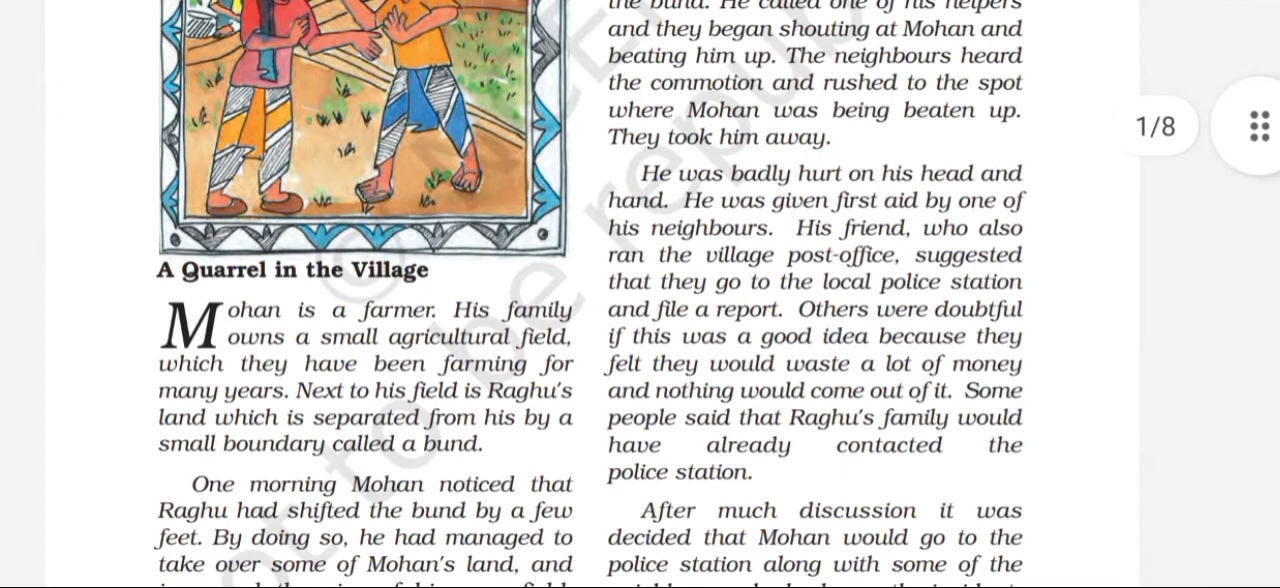 A Quarrel in the Village
Mohan is a farmer. His family
owns a small agricultural field,
which they have been farming for
many years. Next to his field is Raghu's
land which is separated from his by a
small boundary called a bund.
One morning Mohan noticed that
Raghu had shifted the bund by a few
feet. By doing so, he had managed to
take over some of Mohan's land, and
the bund. He called one of his helpers
and they began shouting at Mohan and
beating him up. The neighbours heard
the commotion and rushed to the spot
where Mohan was being beaten up.
They took him away.
He was badly hurt on his head and
hand. He was given first aid by one of
his neighbours. His friend, who also
ran the village post-office, suggested
that they go to the local police station
and file a report. Others were doubtful
if this was a good idea because they
felt they would waste a lot of money
and nothing would come out of it. Some
people said that Raghu's family would
have already contacted the
police station.
After much discussion it was
decided that Mohan would go to the
police station along with some of the
1/8